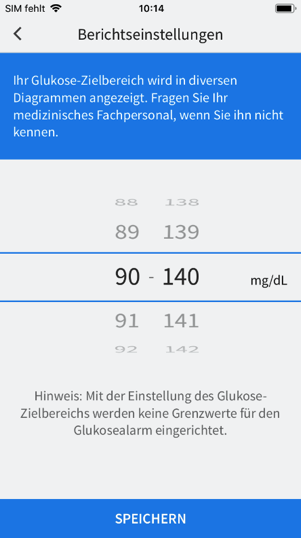 SIM fehlt 10:14
Berichtseinstellungen
Ihr Glukose-Zielbereich wird in diversen
Diagrammen angezeigt. Fragen Sie Ihr
medizinisches Fachpersonal, wenn Sie ihn nicht
kennen.
88 138
89 139
90 - 140 mg/dL
91 141
92 142
Hinweis: Mit der Einstellung des Glukose-
Zielbereichs werden keine Grenzwerte für den
Glukosealarm eingerichtet.
SPEICHERN